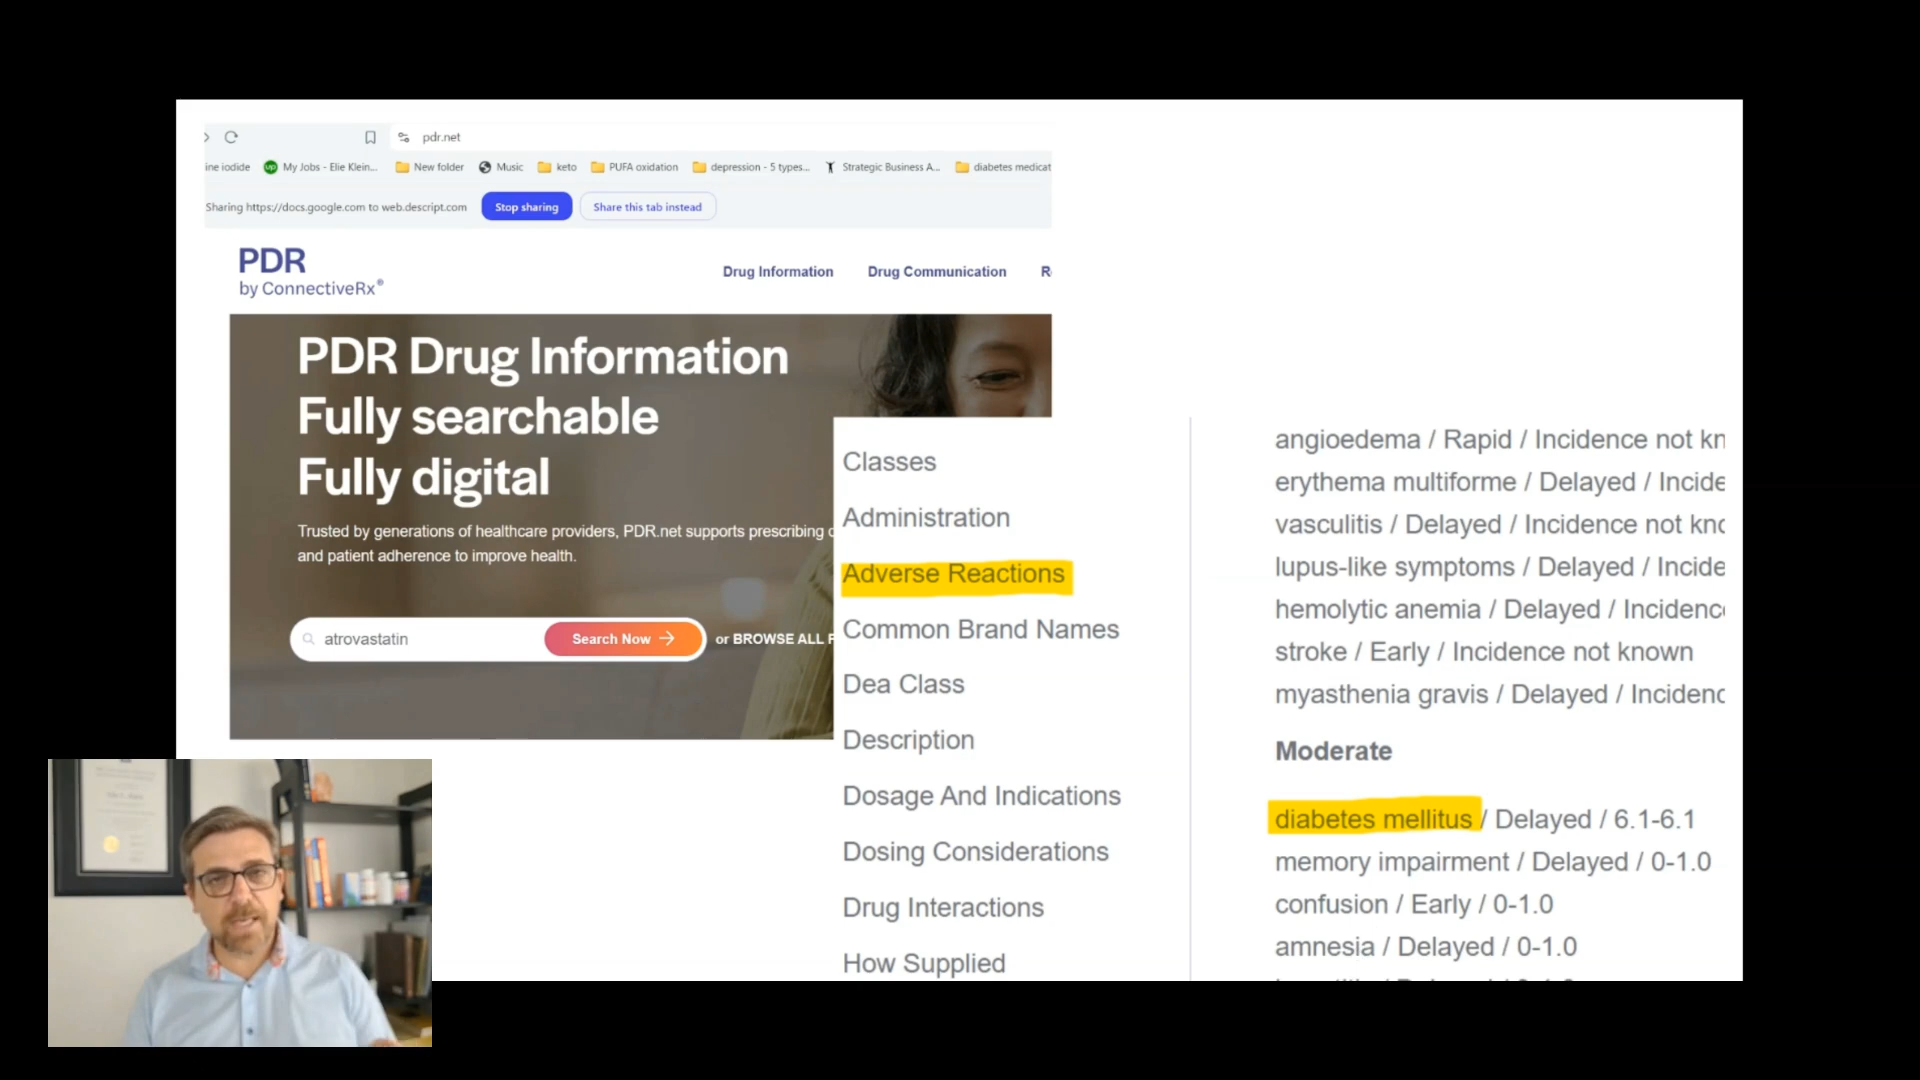 pdr.net
ine iodide
My Jobs - Elie Klein...
New folder
Music
keto
PUFA oxidation
depression - 5 types...
Strategic Business A...
diabetes medicat
Sharing https://docs.google.com to web.descript.com
Stop sharing
Share this tab instead
PDR
by ConnectiveRx®
Drug Information
Drug Communication
R
PDR Drug Information
Fully searchable
Fully digital
Trusted by generations of healthcare providers, PDR.net supports prescribing
and patient adherence to improve health.
atrovastatin
Search Now →
or BROWSE ALL
Classes
Administration
Adverse Reactions
Common Brand Names
Dea Class
Description
Dosage And Indications
Dosing Considerations
Drug Interactions
How Supplied
angioedema / Rapid / Incidence not kn
erythema multiforme / Delayed / Incide
vasculitis / Delayed / Incidence not kno
lupus-like symptoms / Delayed / Incide
hemolytic anemia / Delayed / Incidenc
stroke / Early / Incidence not known
myasthenia gravis / Delayed / Incidenc
Moderate
diabetes mellitus / Delayed / 6.1-6.1
memory impairment / Delayed / 0-1.0
confusion / Early / 0-1.0
amnesia / Delayed / 0-1.0